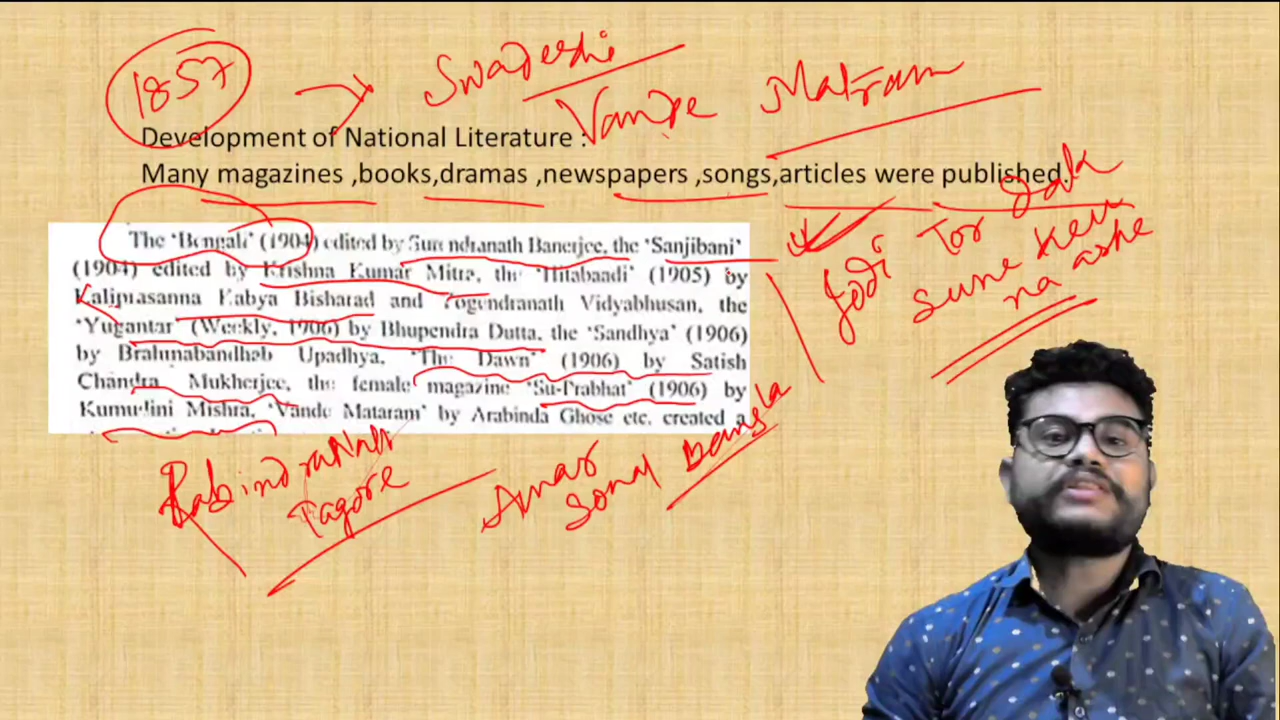 1857 → Swadeshi
Vande Matram
Development of National Literature :
Many magazines ,books,dramas ,newspapers ,songs,articles were published.
The 'Bengali' (1904) edited by Surendranath Banerjee, the 'Sanjibani'
(1904) edited by Krishna Kumar Mitra, the 'Hitabaadi' (1905) by
Kaliprasanna Kabya Bisharad and Yogendranath Vidyabhusan, the
'Yugantar' (Weekly, 1906) by Bhupendra Dutta, the 'Sandhya' (1906)
by Brahmabandhab Upadhya, 'The Dawn' (1906) by Satish
Chandra Mukherjee, the female magazine 'Su-Prabhat' (1906) by
Kumudini Mishra, 'Vande Mataram' by Arabinda Ghose etc. created a
Jodi Tor Dak
sune keu
na ashe
Rabindranath
Tagore
Amar
Sonar Bangla